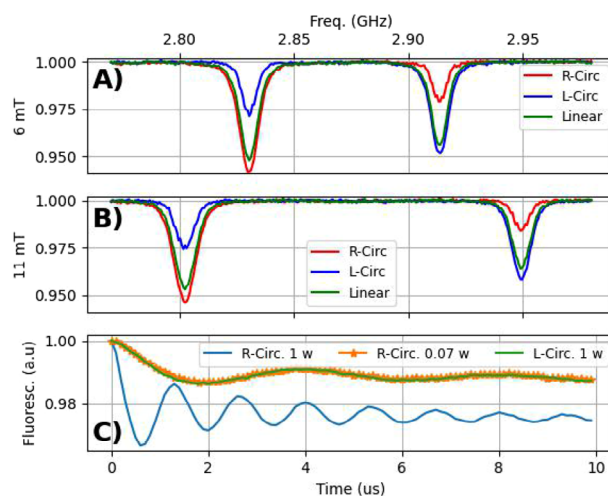 Freq. (GHz)
2.80 2.85 2.90 2.95
A)
1.000
0.975
0.950
6 mT
R-Circ
L-Circ
Linear
B)
1.000
0.975
0.950
11 mT
R-Circ
L-Circ
Linear
1.00
0.98
Fluoresc. (a.u)
R-Circ. 1 w R-Circ. 0.07 w L-Circ. 1 w
C)
0 2 4 6 8 10
Time (us)